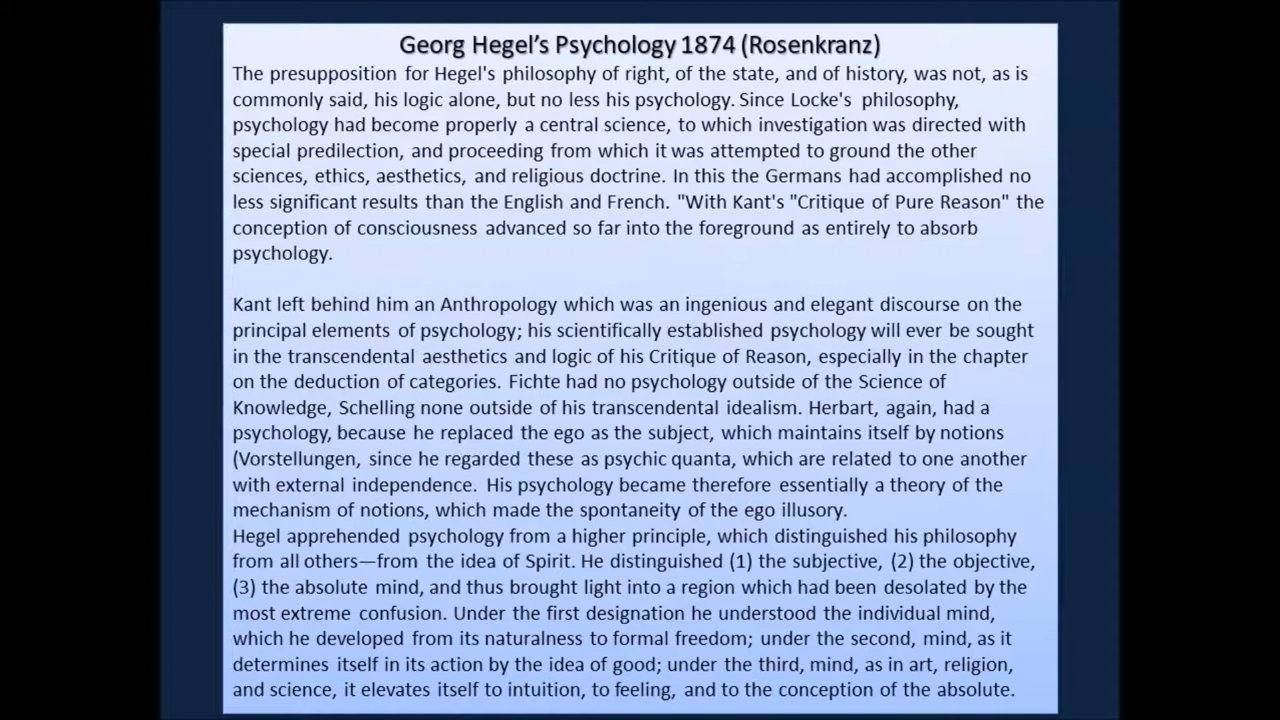 Georg Hegel's Psychology 1874 (Rosenkranz)
The presupposition for Hegel's philosophy of right, of the state, and of history, was not, as is
commonly said, his logic alone, but no less his psychology. Since Locke's philosophy,
psychology had become properly a central science, to which investigation was directed with
special predilection, and proceeding from which it was attempted to ground the other
sciences, ethics, aesthetics, and religious doctrine. In this the Germans had accomplished no
less significant results than the English and French. "With Kant's "Critique of Pure Reason" the
conception of consciousness advanced so far into the foreground as entirely to absorb
psychology.
Kant left behind him an Anthropology which was an ingenious and elegant discourse on the
principal elements of psychology; his scientifically established psychology will ever be sought
in the transcendental aesthetics and logic of his Critique of Reason, especially in the chapter
on the deduction of categories. Fichte had no psychology outside of the Science of
Knowledge, Schelling none outside of his transcendental idealism. Herbart, again, had a
psychology, because he replaced the ego as the subject, which maintains itself by notions
(Vorstellungen, since he regarded these as psychic quanta, which are related to one another
with external independence. His psychology became therefore essentially a theory of the
mechanism of notions, which made the spontaneity of the ego illusory.
Hegel apprehended psychology from a higher principle, which distinguished his philosophy
from all others—from the idea of Spirit. He distinguished (1) the subjective, (2) the objective,
(3) the absolute mind, and thus brought light into a region which had been desolated by the
most extreme confusion. Under the first designation he understood the individual mind,
which he developed from its naturalness to formal freedom; under the second, mind, as it
determines itself in its action by the idea of good; under the third, mind, as in art, religion,
and science, it elevates itself to intuition, to feeling, and to the conception of the absolute.